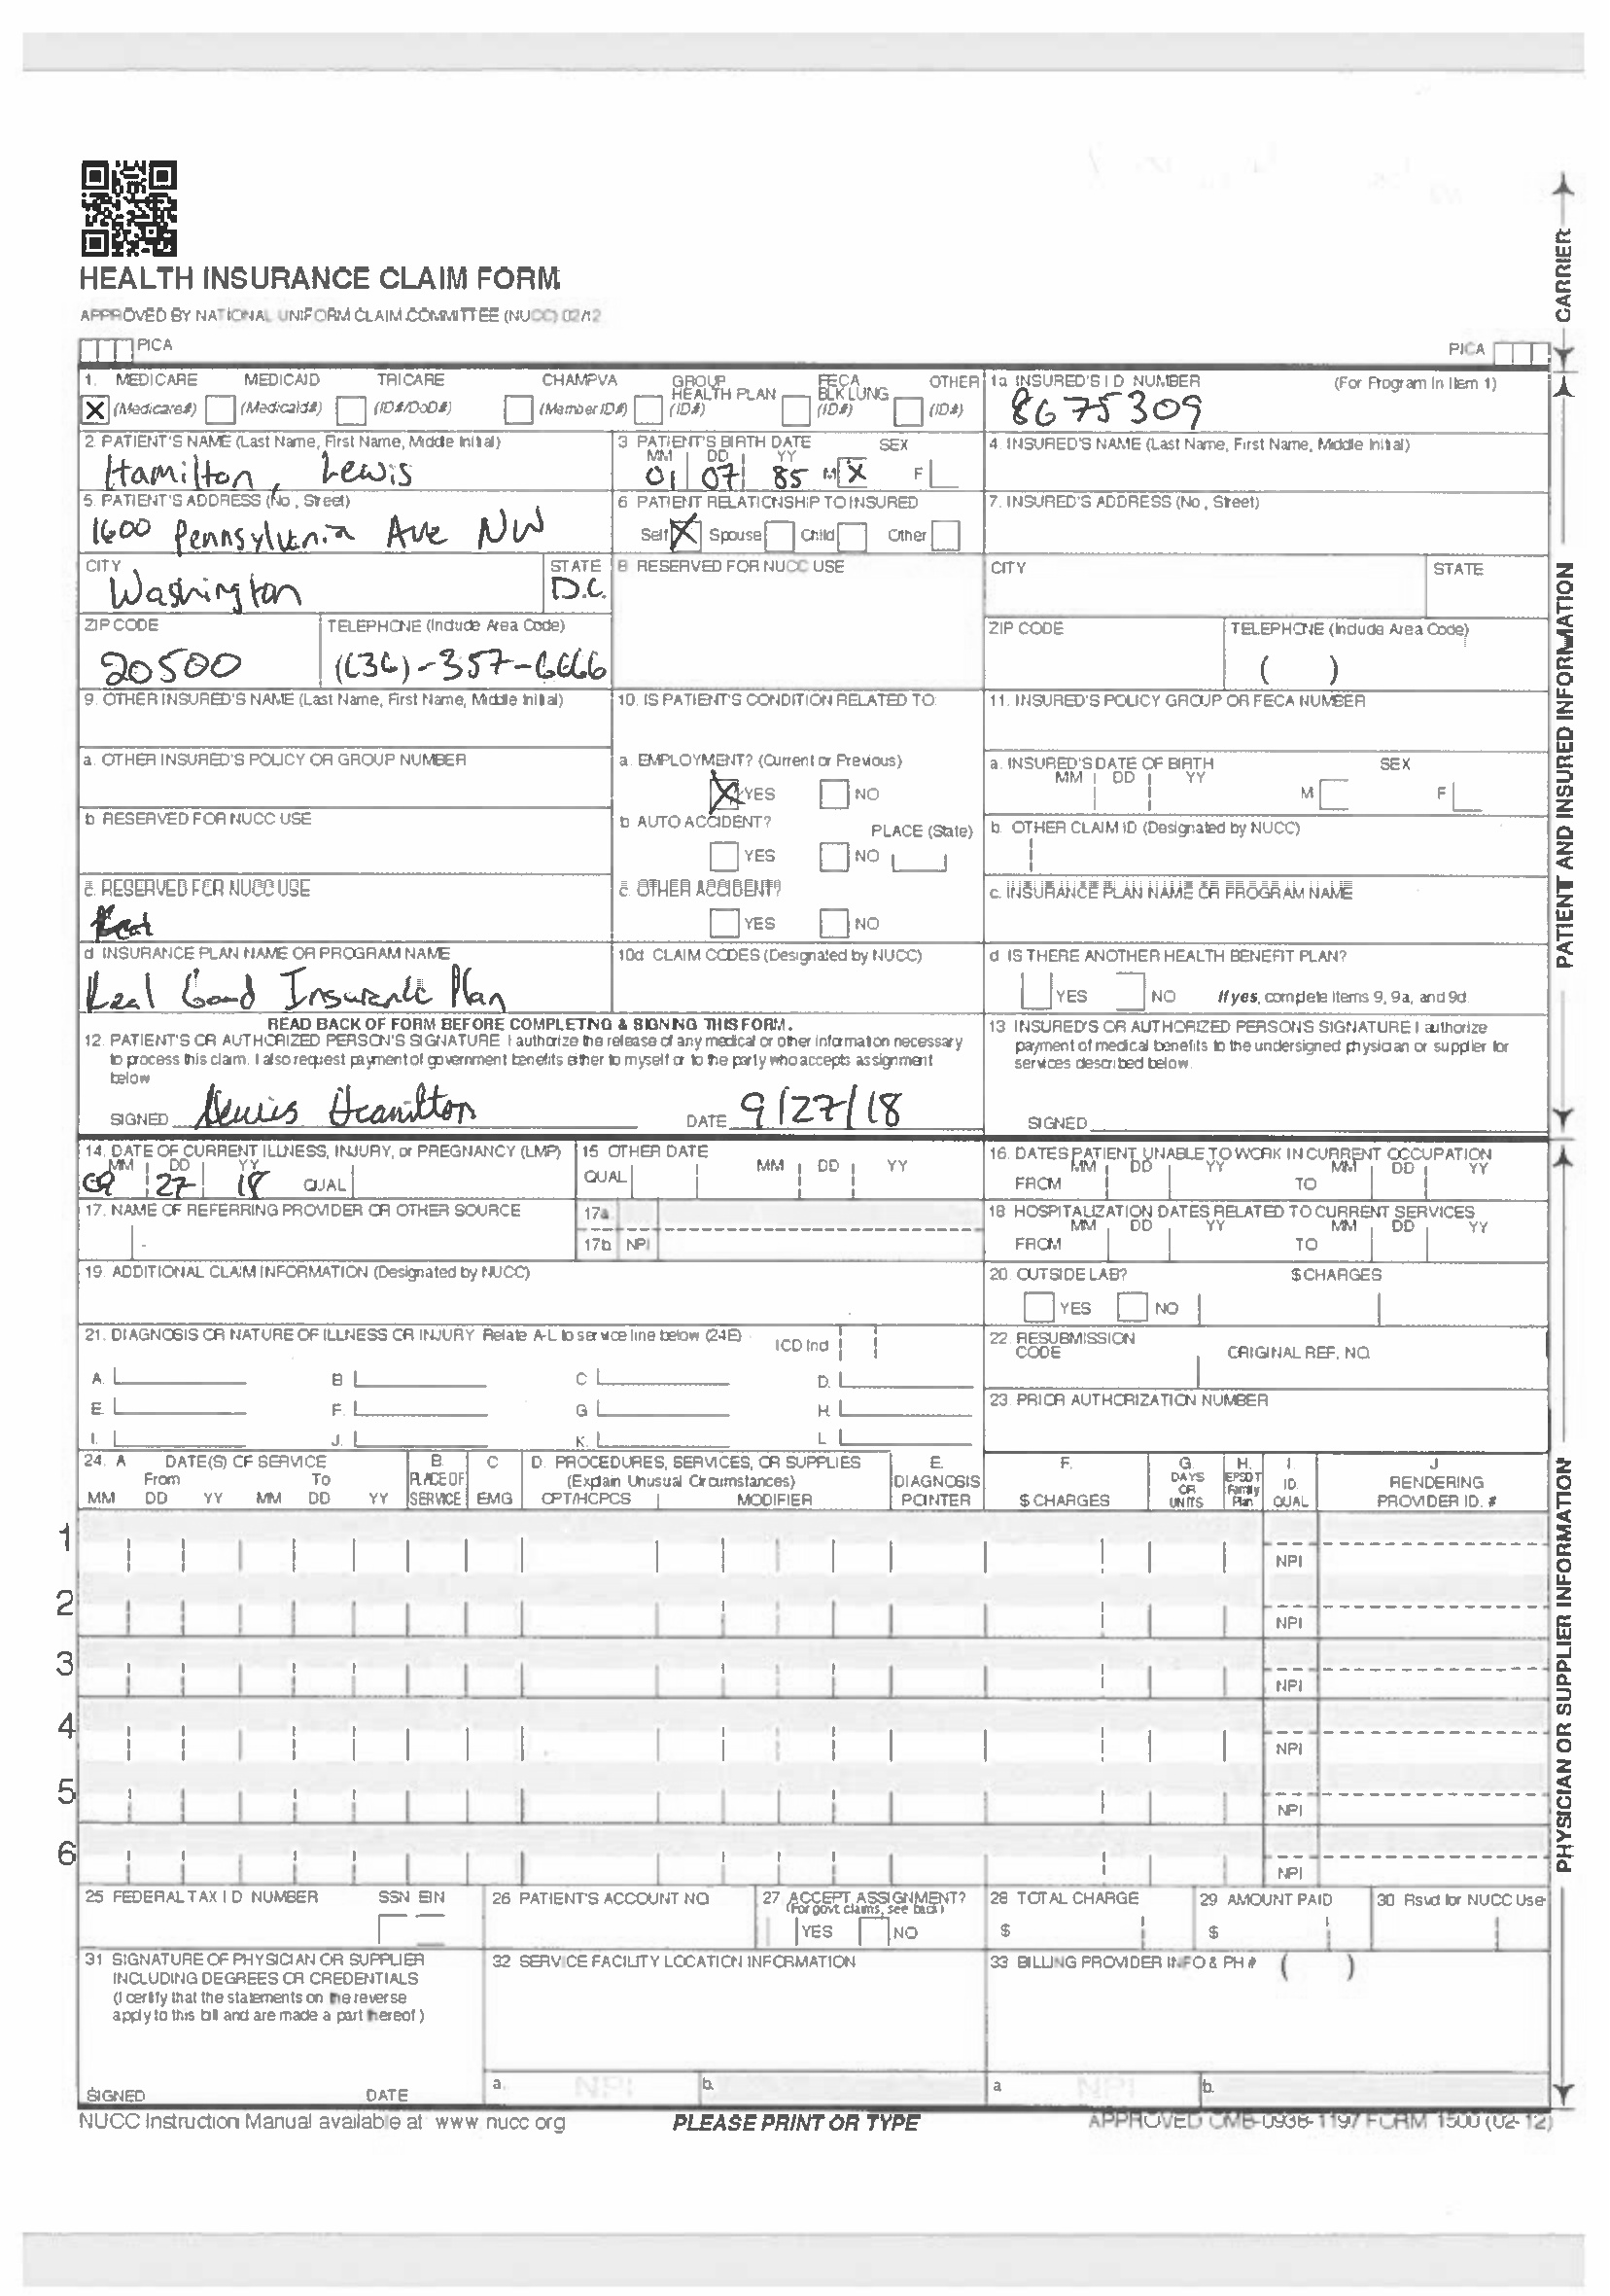 HEALTH INSURANCE CLAIM FORM
APPROVED BY NATIONAL UNIFORM CLAIM COMMITTEE (NUCC) 02/12
PICA
PICA
CARRIER
1. MEDICARE MEDICAID TRICARE CHAMPVA GROUP HEALTH PLAN FECA BLK LUNG OTHER
X (Medicare#) (Medicaid#) (ID#/DoD#) (Member ID#) (ID#) (ID#) (ID#)
1a INSURED'S I D NUMBER (For Program In Item 1)
8675309
2 PATIENT'S NAME (Last Name, First Name, Middle Initial)
Hamilton, Lewis
3 PATIENT'S BIRTH DATE SEX
MM DD YY
01 07 85 M X F
4. INSURED'S NAME (Last Name, First Name, Middle Initial)
5. PATIENT'S ADDRESS (No, Street)
1600 Pennsylvania Ave NW
6 PATIENT RELATIONSHIP TO INSURED
Self X Spouse Child Other
7. INSURED'S ADDRESS (No, Street)
CITY
Washington
STATE
D.C.
8 RESERVED FOR NUCC USE
CITY
STATE
ZIP CODE
20500
TELEPHONE (Include Area Code)
(636)-357-6666
ZIP CODE
TELEPHONE (Include Area Code)
( )
9. OTHER INSURED'S NAME (Last Name, First Name, Middle Initial)
10. IS PATIENT'S CONDITION RELATED TO
11. INSURED'S POLICY GROUP OR FECA NUMBER
a. OTHER INSURED'S POLICY OR GROUP NUMBER
a. EMPLOYMENT? (Current or Previous)
X YES NO
a. INSURED'S DATE OF BIRTH SEX
MM DD YY
M F
b RESERVED FOR NUCC USE
b AUTO ACCIDENT? PLACE (State)
YES NO
b. OTHER CLAIM ID (Designated by NUCC)
c. RESERVED FOR NUCC USE
c. OTHER ACCIDENT?
YES NO
c. INSURANCE PLAN NAME OR PROGRAM NAME
d INSURANCE PLAN NAME OR PROGRAM NAME
Real Good Insurance Plan
10d CLAIM CODES (Designated by NUCC)
d IS THERE ANOTHER HEALTH BENEFIT PLAN?
YES NO If yes, complete items 9, 9a, and 9d
PATIENT AND INSURED INFORMATION
READ BACK OF FORM BEFORE COMPLETING & SIGNING THIS FORM.
12. PATIENT'S OR AUTHORIZED PERSON'S SIGNATURE I authorize the release of any medical or other information necessary
to process this claim. I also request payment of government benefits either to myself or to the party who accepts assignment
below
SIGNED Lewis Hamilton DATE 9/27/18
13 INSURED'S OR AUTHORIZED PERSON'S SIGNATURE I authorize
payment of medical benefits to the undersigned physician or supplier for
services described below.
SIGNED
14. DATE OF CURRENT ILLNESS, INJURY, or PREGNANCY (LMP)
MM DD YY
09 27 18 QUAL
15 OTHER DATE
QUAL MM DD YY
16. DATES PATIENT UNABLE TO WORK IN CURRENT OCCUPATION
MM DD YY MM DD YY
FROM TO
17. NAME OF REFERRING PROVIDER OR OTHER SOURCE
17a
17b NPI
18 HOSPITALIZATION DATES RELATED TO CURRENT SERVICES
MM DD YY MM DD YY
FROM TO
19. ADDITIONAL CLAIM INFORMATION (Designated by NUCC)
20. OUTSIDE LAB? $ CHARGES
YES NO
21. DIAGNOSIS OR NATURE OF ILLNESS OR INJURY Relate A-L to service line below (24E) ICD Ind
A. B C D.
E. F. G H.
I. J. K. L
22. RESUBMISSION
CODE ORIGINAL REF. NO.
23. PRIOR AUTHORIZATION NUMBER
24. A DATE(S) OF SERVICE B. C D. PROCEDURES, SERVICES, OR SUPPLIES E. F. G. H. I. J
From To PLACE OF (Explain Unusual Circumstances) DIAGNOSIS DAYS OR EPSDT Family ID. RENDERING
MM DD YY MM DD YY SERVICE EMG CPT/HCPCS MODIFIER POINTER $ CHARGES UNITS Plan QUAL PROVIDER ID. #
1 NPI
2 NPI
3 NPI
4 NPI
5 NPI
6 NPI
PHYSICIAN OR SUPPLIER INFORMATION
25 FEDERAL TAX I D NUMBER SSN EIN
26 PATIENT'S ACCOUNT NO
27 ACCEPT ASSIGNMENT?
(For govt claims, see back)
YES NO
28 TOTAL CHARGE
$
29 AMOUNT PAID
$
30 Rsvd for NUCC Use
31 SIGNATURE OF PHYSICIAN OR SUPPLIER
INCLUDING DEGREES OR CREDENTIALS
(I certify that the statements on the reverse
apply to this bill and are made a part thereof)
SIGNED DATE
32 SERVICE FACILITY LOCATION INFORMATION
a. NPI b.
33 BILLING PROVIDER INFO & PH # ( )
a NPI b.
NUCC Instruction Manual available at www nucc org
PLEASE PRINT OR TYPE
APPROVED OMB-0938-1197 FORM 1500 (02-12)